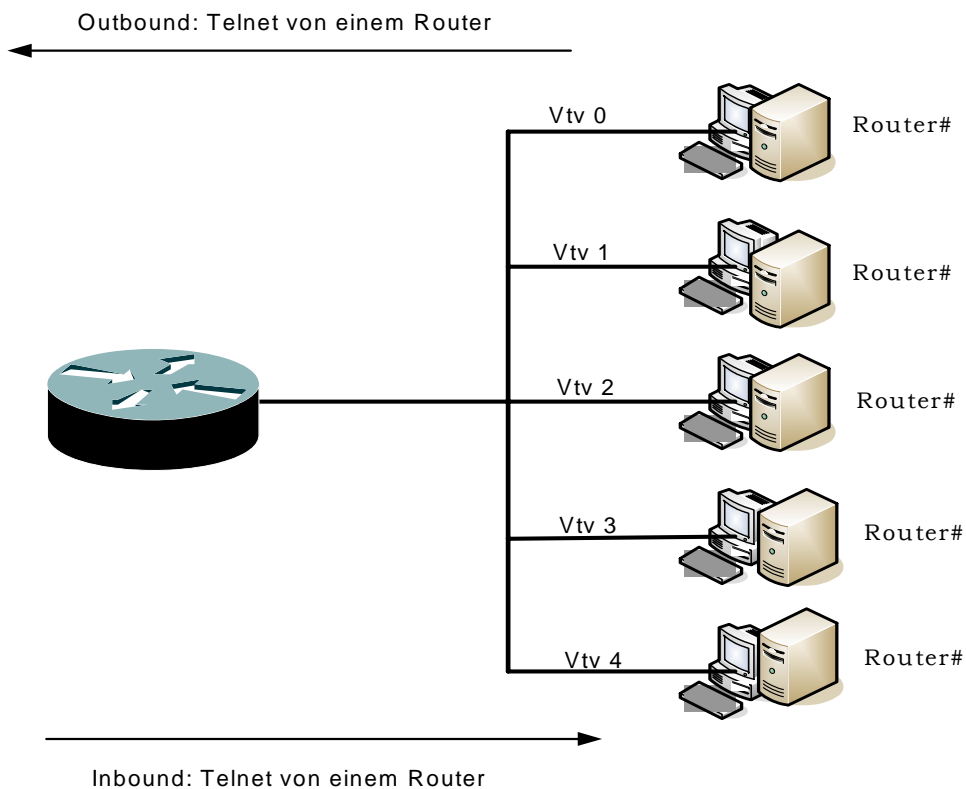 Outbound: Telnet von einem Router
Vtv 0
Router#
Vtv 1
Router#
Vtv 2
Router#
Vtv 3
Router#
Vtv 4
Router#
Inbound: Telnet von einem Router